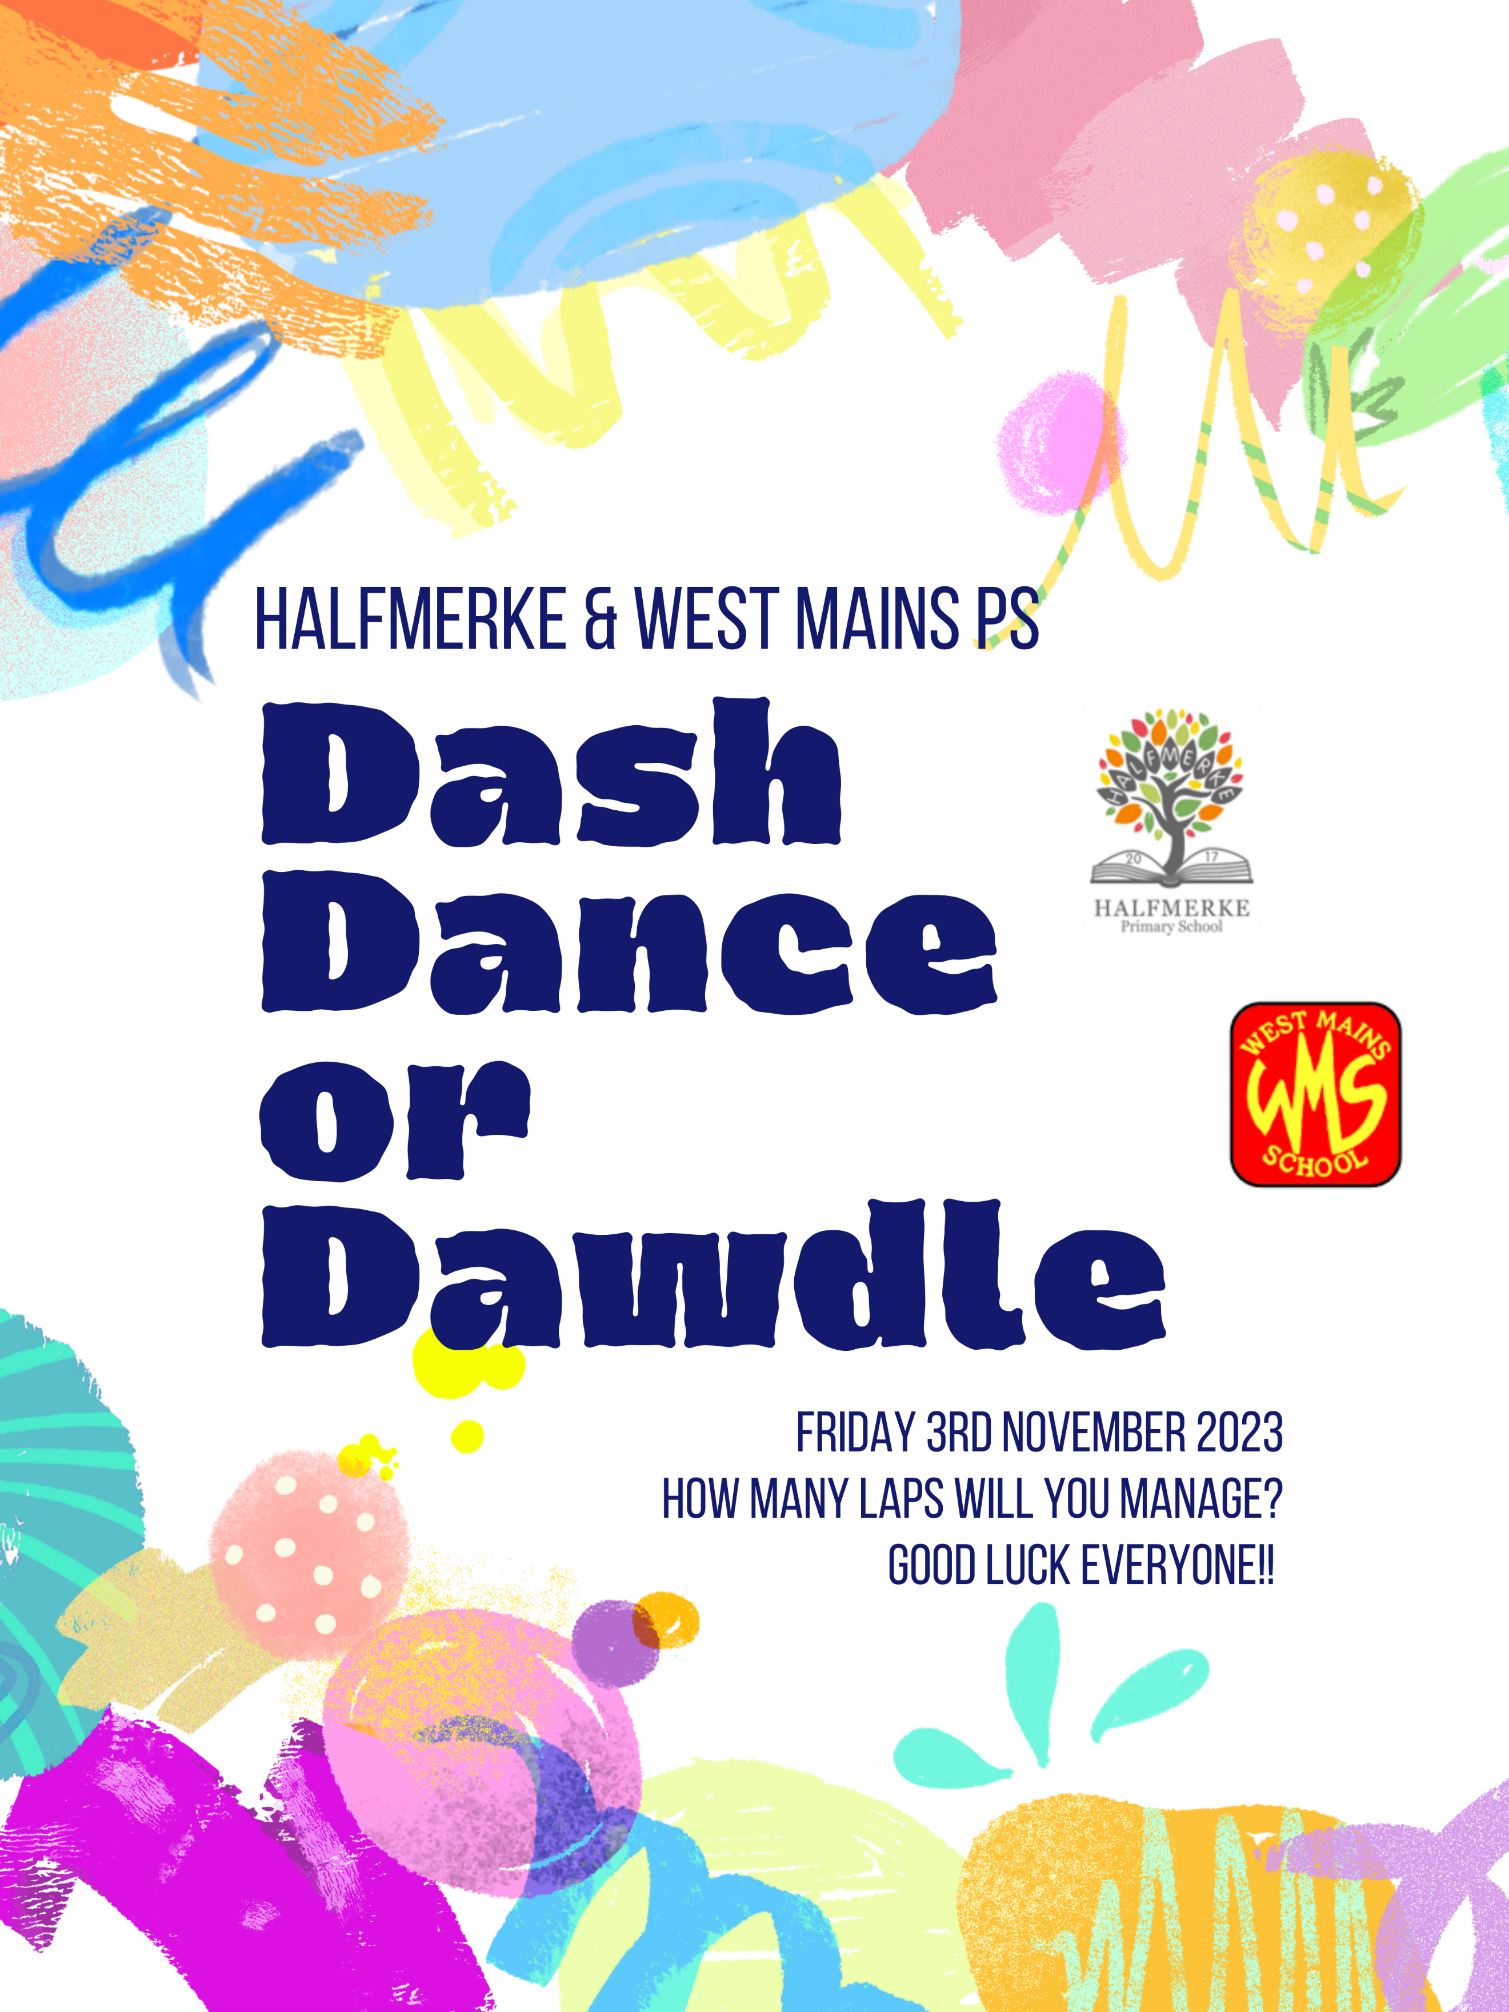 HALFMERKE & WEST MAINS PS
Dash
Dance
or
Dawdle
HALFMERKE
20 17
HALFMERKE
Primary School
WEST MAINS
WMS
SCHOOL
FRIDAY 3RD NOVEMBER 2023
HOW MANY LAPS WILL YOU MANAGE?
GOOD LUCK EVERYONE!!